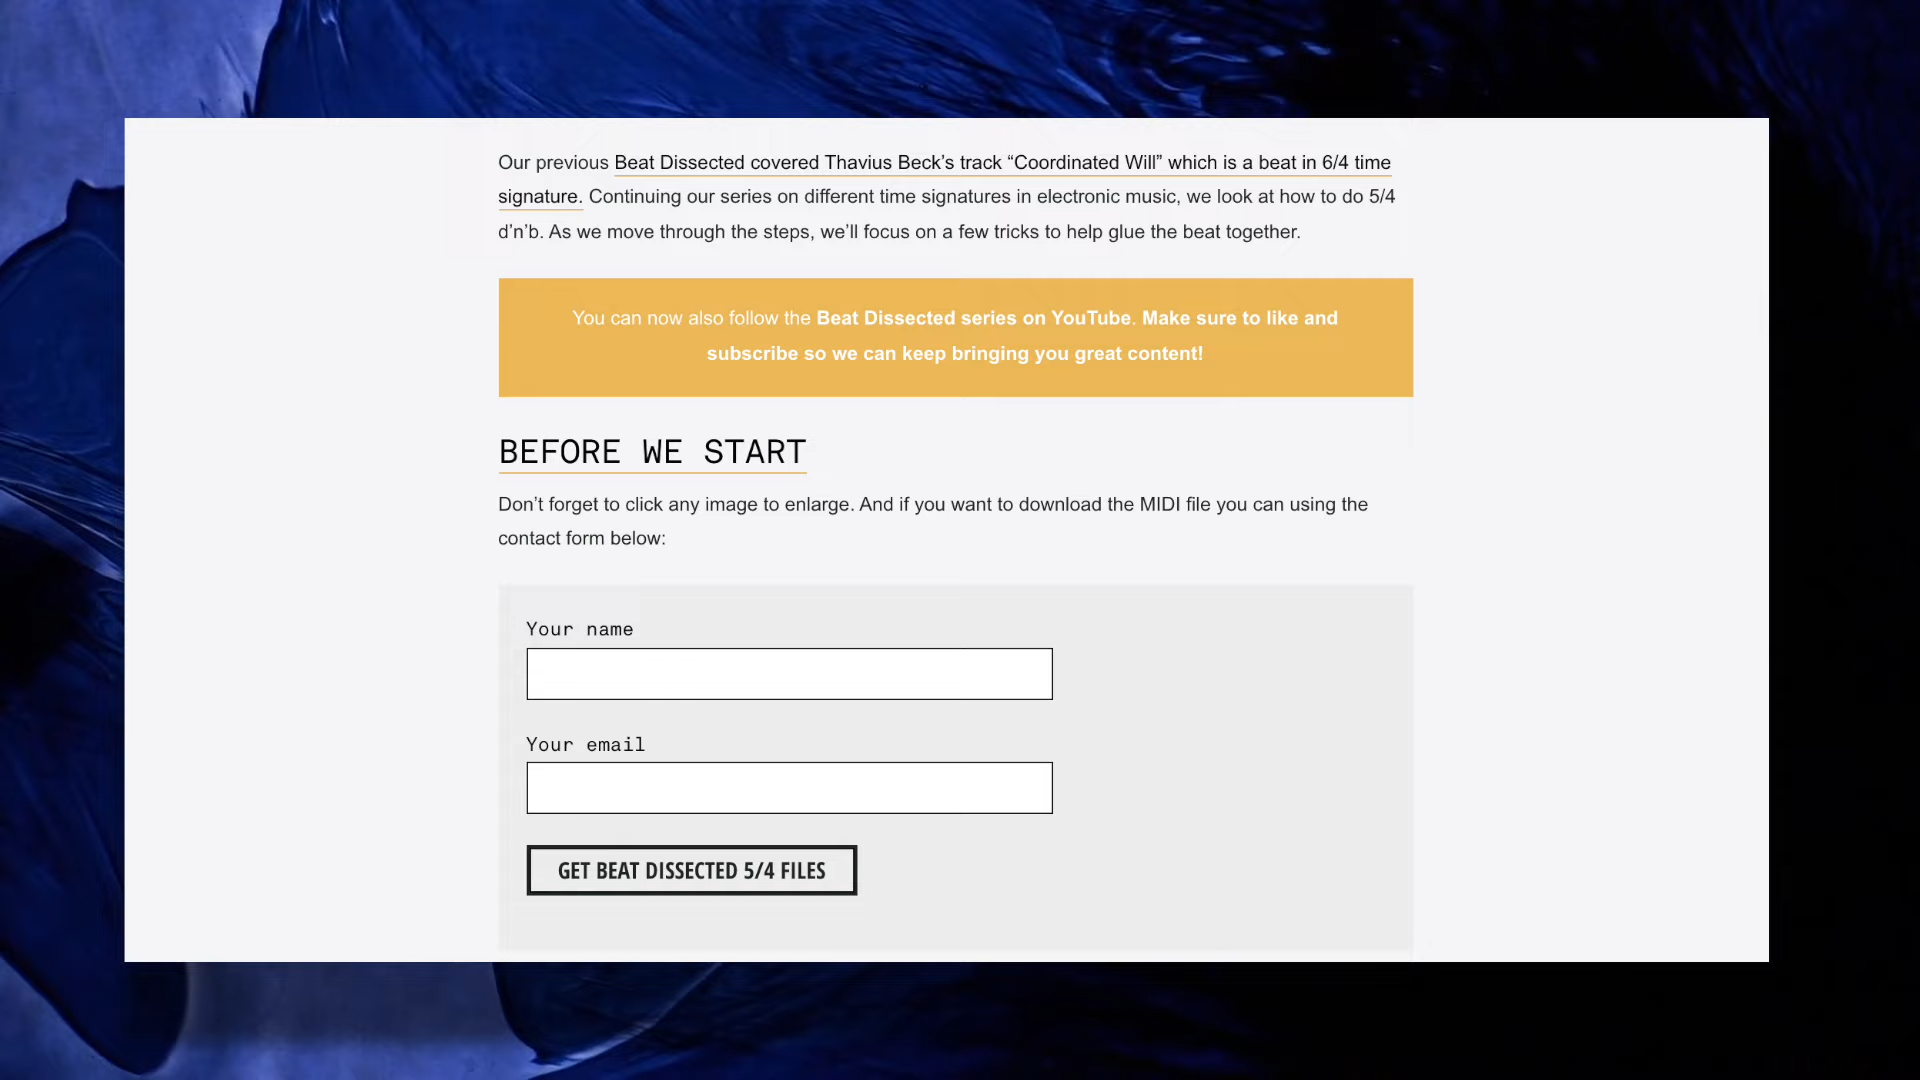 Our previous Beat Dissected covered Thavius Beck’s track “Coordinated Will” which is a beat in 6/4 time
signature. Continuing our series on different time signatures in electronic music, we look at how to do 5/4
d’n’b. As we move through the steps, we’ll focus on a few tricks to help glue the beat together.
You can now also follow the Beat Dissected series on YouTube. Make sure to like and
subscribe so we can keep bringing you great content!
BEFORE WE START
Don’t forget to click any image to enlarge. And if you want to download the MIDI file you can using the
contact form below:
Your name
Your email
GET BEAT DISSECTED 5/4 FILES